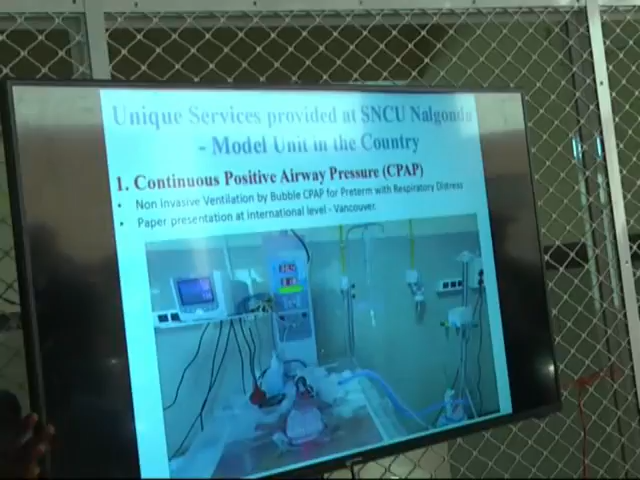 Unique Services provided at SNCU Nalgonda
- Model Unit in the Country
1. Continuous Positive Airway Pressure (CPAP)
• Non Invasive Ventilation by Bubble CPAP for Preterm with Respiratory Distress
• Paper presentation at international level - Vancouver.